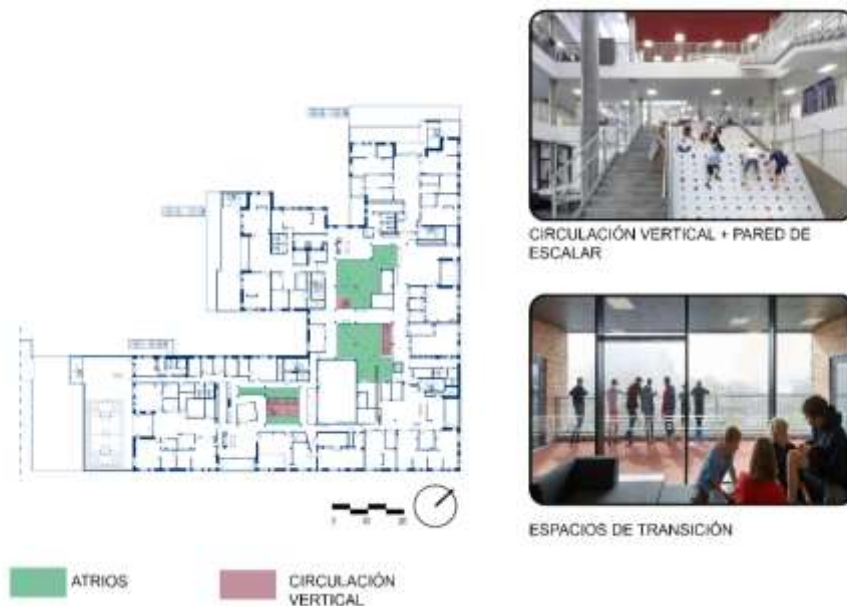 CIRCULACIÓN VERTICAL + PARED DE
ESCALAR
ESPACIOS DE TRANSICIÓN
ATRIOS
CIRCULACIÓN
VERTICAL